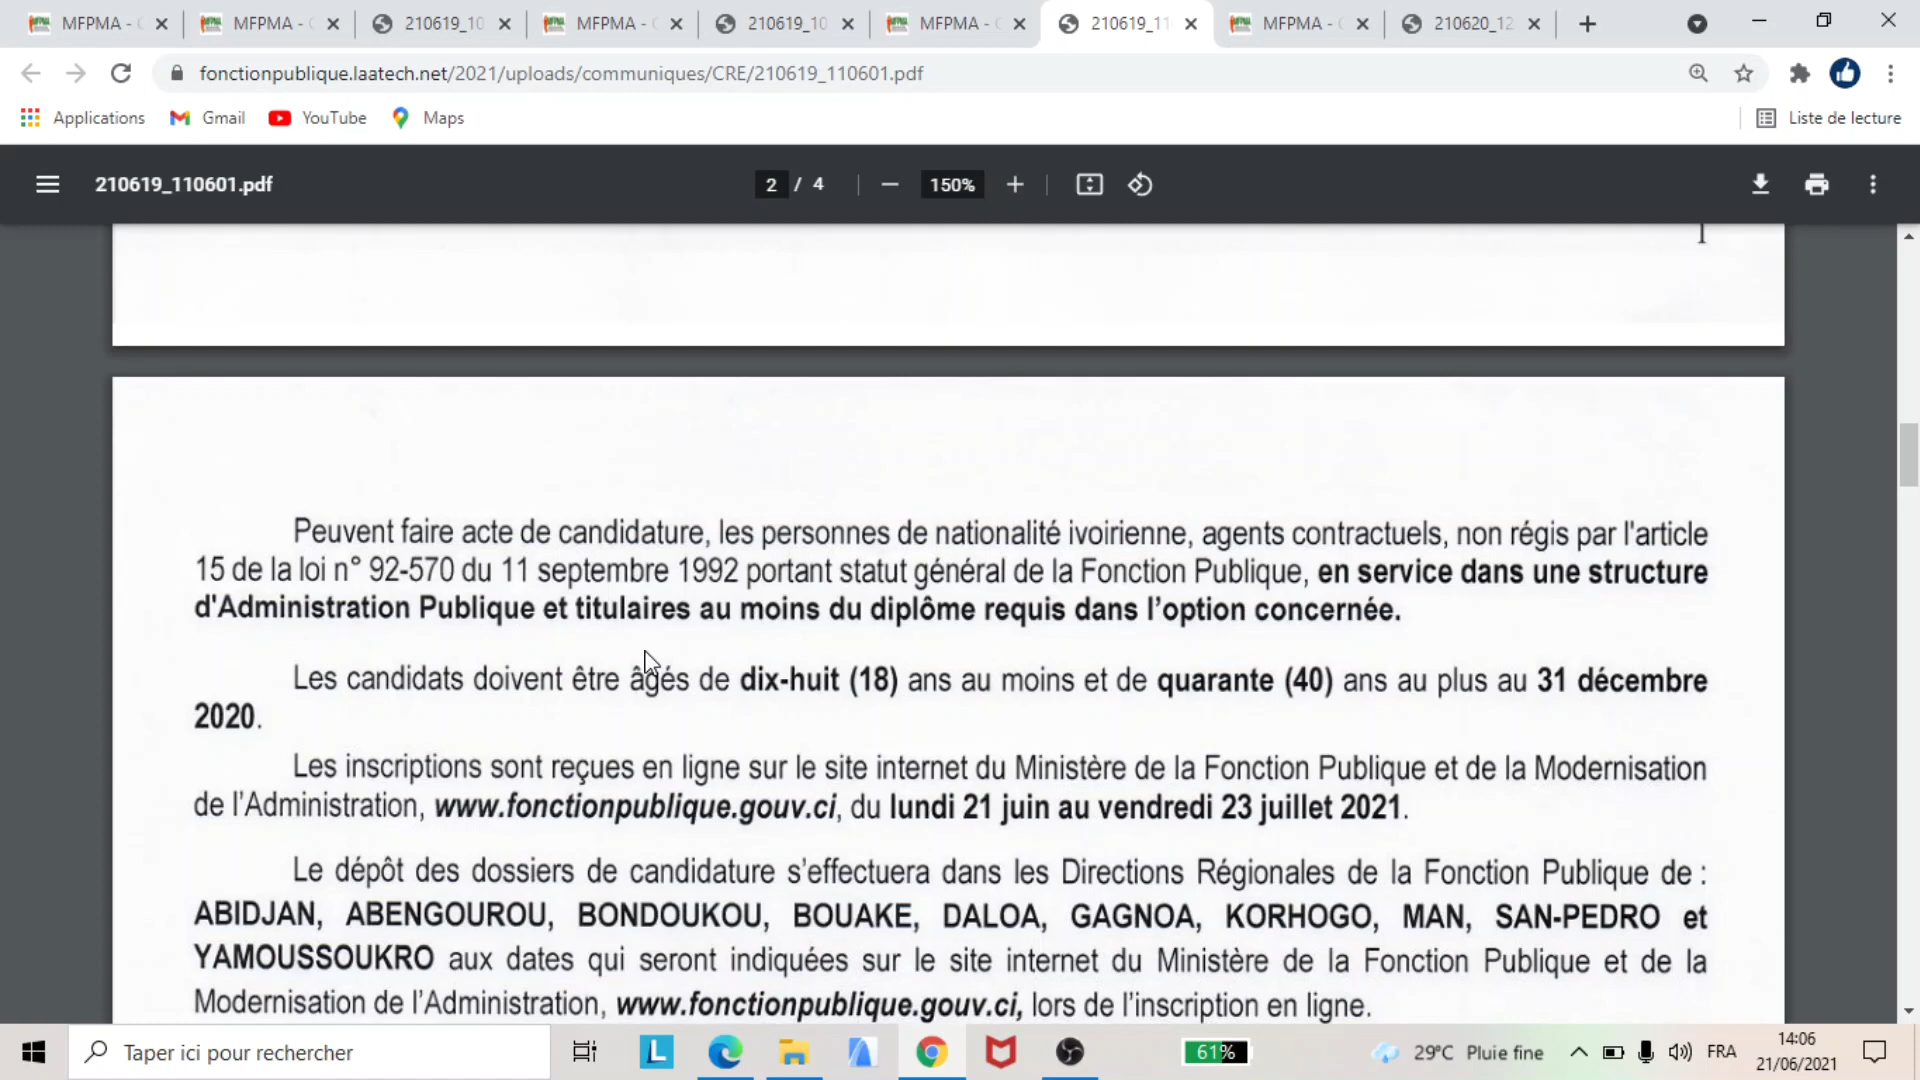 MFPMA - C
MFPMA - C
210619_10
MFPMA - C
210619_10
MFPMA - C
210619_11
MFPMA - C
210620_12
fonctionpublique.laatech.net/2021/uploads/communiques/CRE/210619_110601.pdf
Applications
Gmail
YouTube
Maps
Liste de lecture
210619_110601.pdf
2 / 4
150%
1
Peuvent faire acte de candidature, les personnes de nationalité ivoirienne, agents contractuels, non régis par l'article
15 de la loi n° 92-570 du 11 septembre 1992 portant statut général de la Fonction Publique, en service dans une structure
d'Administration Publique et titulaires au moins du diplôme requis dans l'option concernée.
Les candidats doivent être âgés de dix-huit (18) ans au moins et de quarante (40) ans au plus au 31 décembre
2020.
Les inscriptions sont reçues en ligne sur le site internet du Ministère de la Fonction Publique et de la Modernisation
de l'Administration, www.fonctionpublique.gouv.ci, du lundi 21 juin au vendredi 23 juillet 2021.
Le dépôt des dossiers de candidature s'effectuera dans les Directions Régionales de la Fonction Publique de :
ABIDJAN, ABENGOUROU, BONDOUKOU, BOUAKE, DALOA, GAGNOA, KORHOGO, MAN, SAN-PEDRO et
YAMOUSSOUKRO aux dates qui seront indiquées sur le site internet du Ministère de la Fonction Publique et de la
Modernisation de l'Administration, www.fonctionpublique.gouv.ci, lors de l'inscription en ligne.
Taper ici pour rechercher
L
61%
29°C Pluie fine
FRA
14:06
21/06/2021